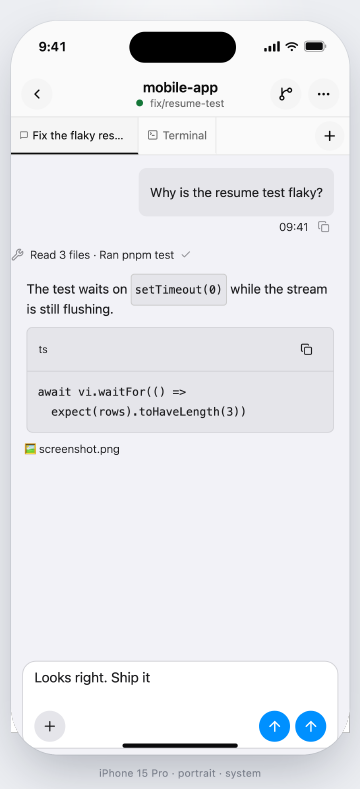 9:41
mobile-app
fix/resume-test
Fix the flaky res...
Terminal
Why is the resume test flaky?
09:41
Read 3 files · Ran pnpm test
The test waits on setTimeout(0) while the stream
is still flushing.
ts
await vi.waitFor(() =>
expect(rows).toHaveLength(3))
screenshot.png
Looks right. Ship it
iPhone 15 Pro · portrait · system